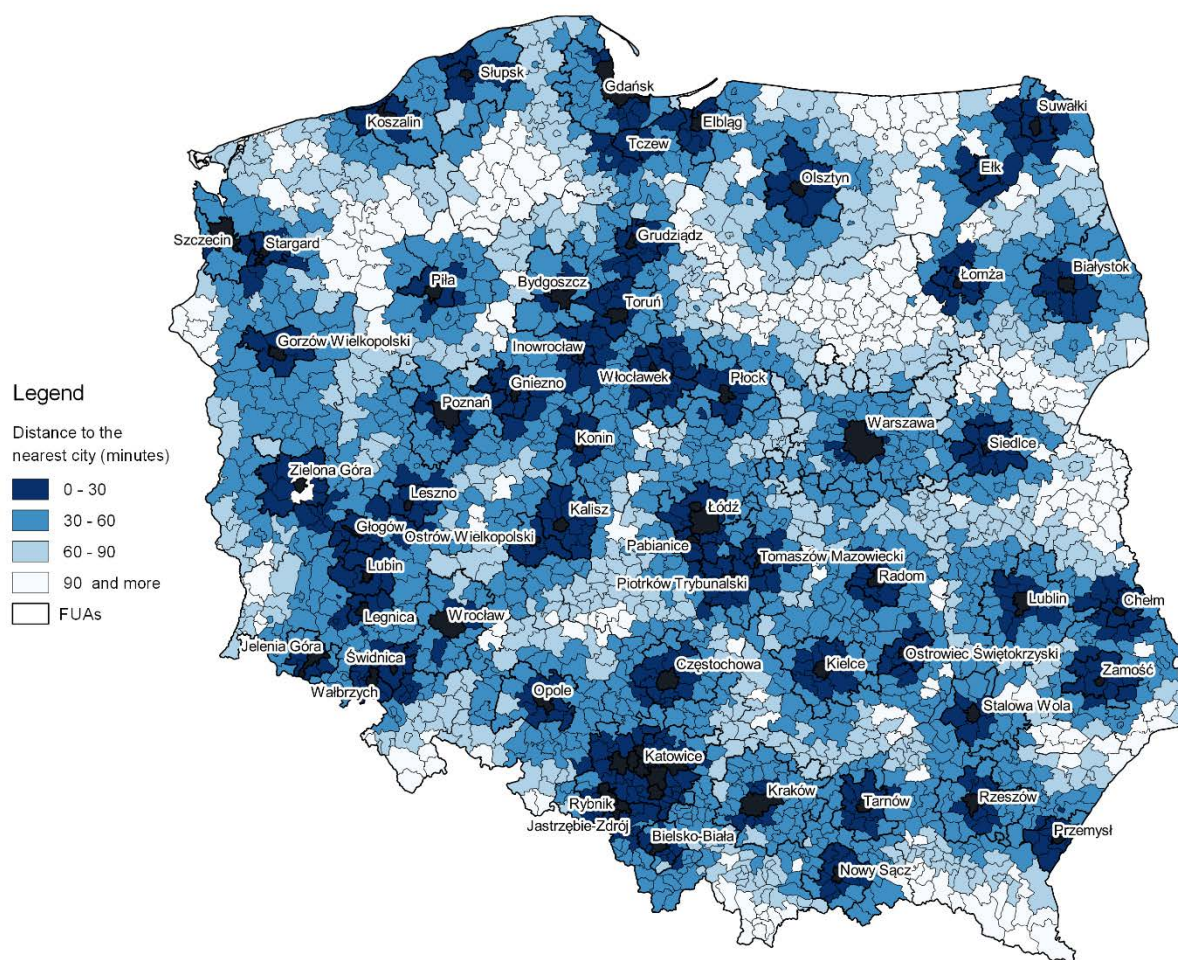 Słupsk
Gdańsk
Suwałki
Koszalin
Elbląg
Tczew
Ełk
Olsztyn
Szczecin
Stargard
Grudziądz
Piła
Bydgoszcz
Łomża
Białystok
Toruń
Gorzów Wielkopolski
Inowrocław
Gniezno
Włocławek
Płock
Poznań
Warszawa
Konin
Siedlce
Zielona Góra
Leszno
Kalisz
Łódź
Głogów
Ostrów Wielkopolski
Pabianice
Tomaszów Mazowiecki
Lubin
Piotrków Trybunalski
Radom
Lublin
Chełm
Legnica
Wrocław
Jelenia Góra
Świdnica
Częstochowa
Kielce
Ostrowiec Świętokrzyski
Zamość
Wałbrzych
Opole
Stalowa Wola
Katowice
Rybnik
Kraków
Tarnów
Rzeszów
Jastrzębie-Zdrój
Bielsko-Biała
Przemysł
Nowy Sącz
Legend
Distance to the
nearest city (minutes)
0 - 30
30 - 60
60 - 90
90 and more
FUAs